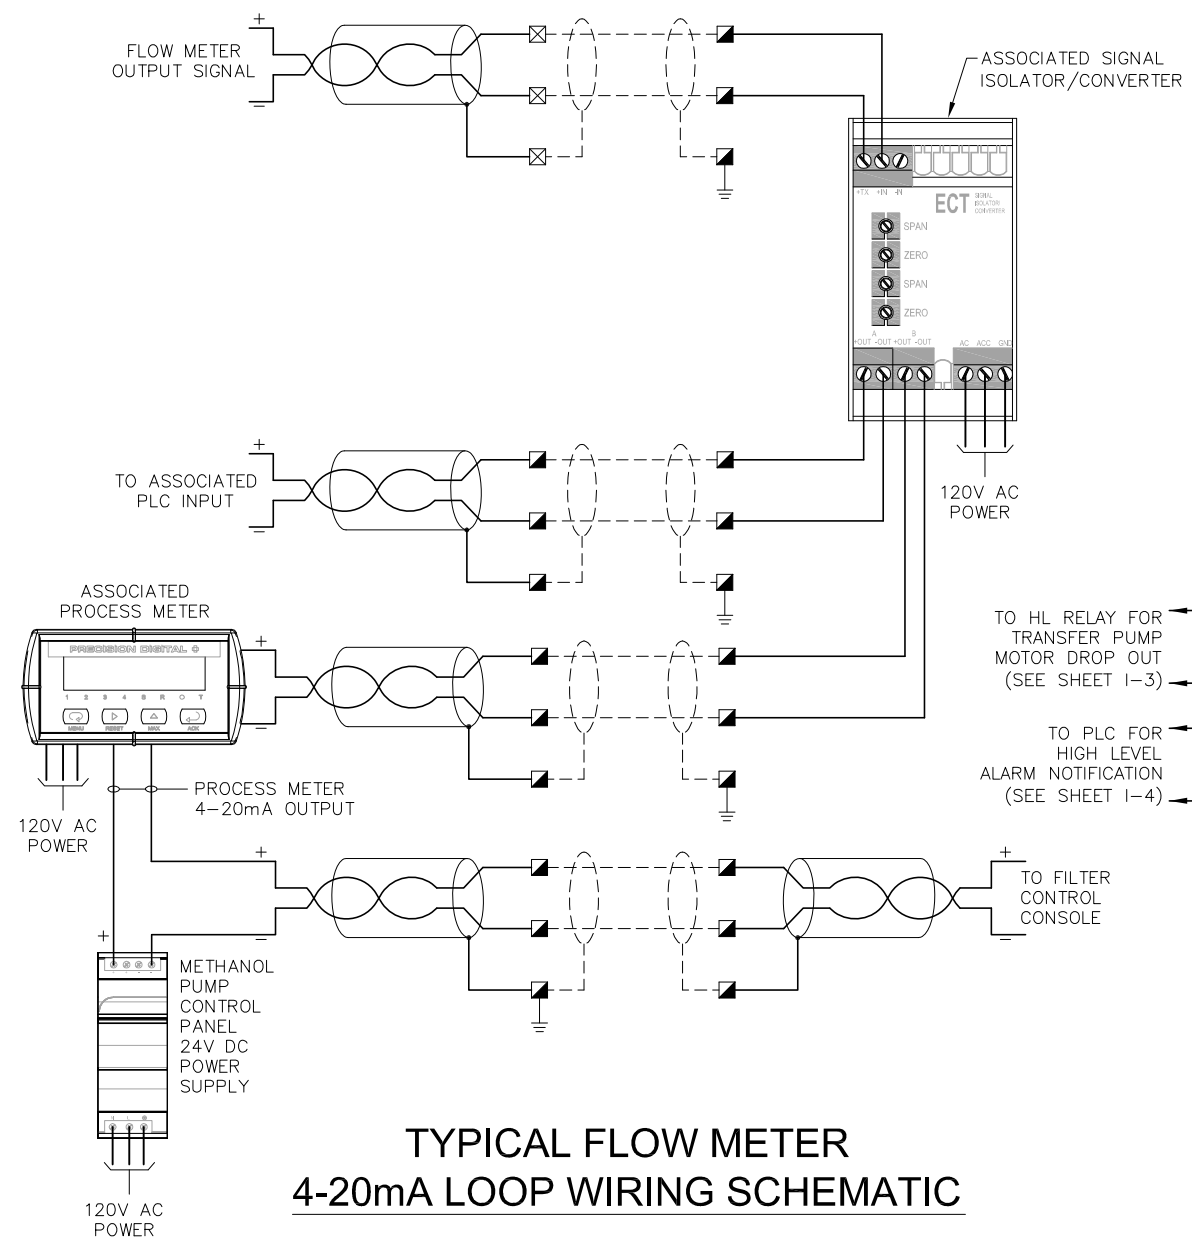 +
FLOW METER
OUTPUT SIGNAL
–
ASSOCIATED SIGNAL
ISOLATOR/CONVERTER
+TX +IN -IN
ECT SIGNAL
ISOLATOR/
CONVERTER
SPAN
ZERO
SPAN
ZERO
A B
+OUT -OUT +OUT -OUT AC ACC GND
120V AC
POWER
+
TO ASSOCIATED
PLC INPUT
–
ASSOCIATED
PROCESS METER
PRECISION DIGITAL
1 2 3 4 S R O T
MENU RESET MAX ACK
+
–
TO HL RELAY FOR
TRANSFER PUMP
MOTOR DROP OUT
(SEE SHEET I-3)
TO PLC FOR
HIGH LEVEL
ALARM NOTIFICATION
(SEE SHEET I-4)
PROCESS METER
4-20mA OUTPUT
120V AC
POWER
+
–
+
TO FILTER
CONTROL
CONSOLE
–
+
METHANOL
PUMP
CONTROL
PANEL
24V DC
POWER
SUPPLY
120V AC
POWER
TYPICAL FLOW METER
4-20mA LOOP WIRING SCHEMATIC